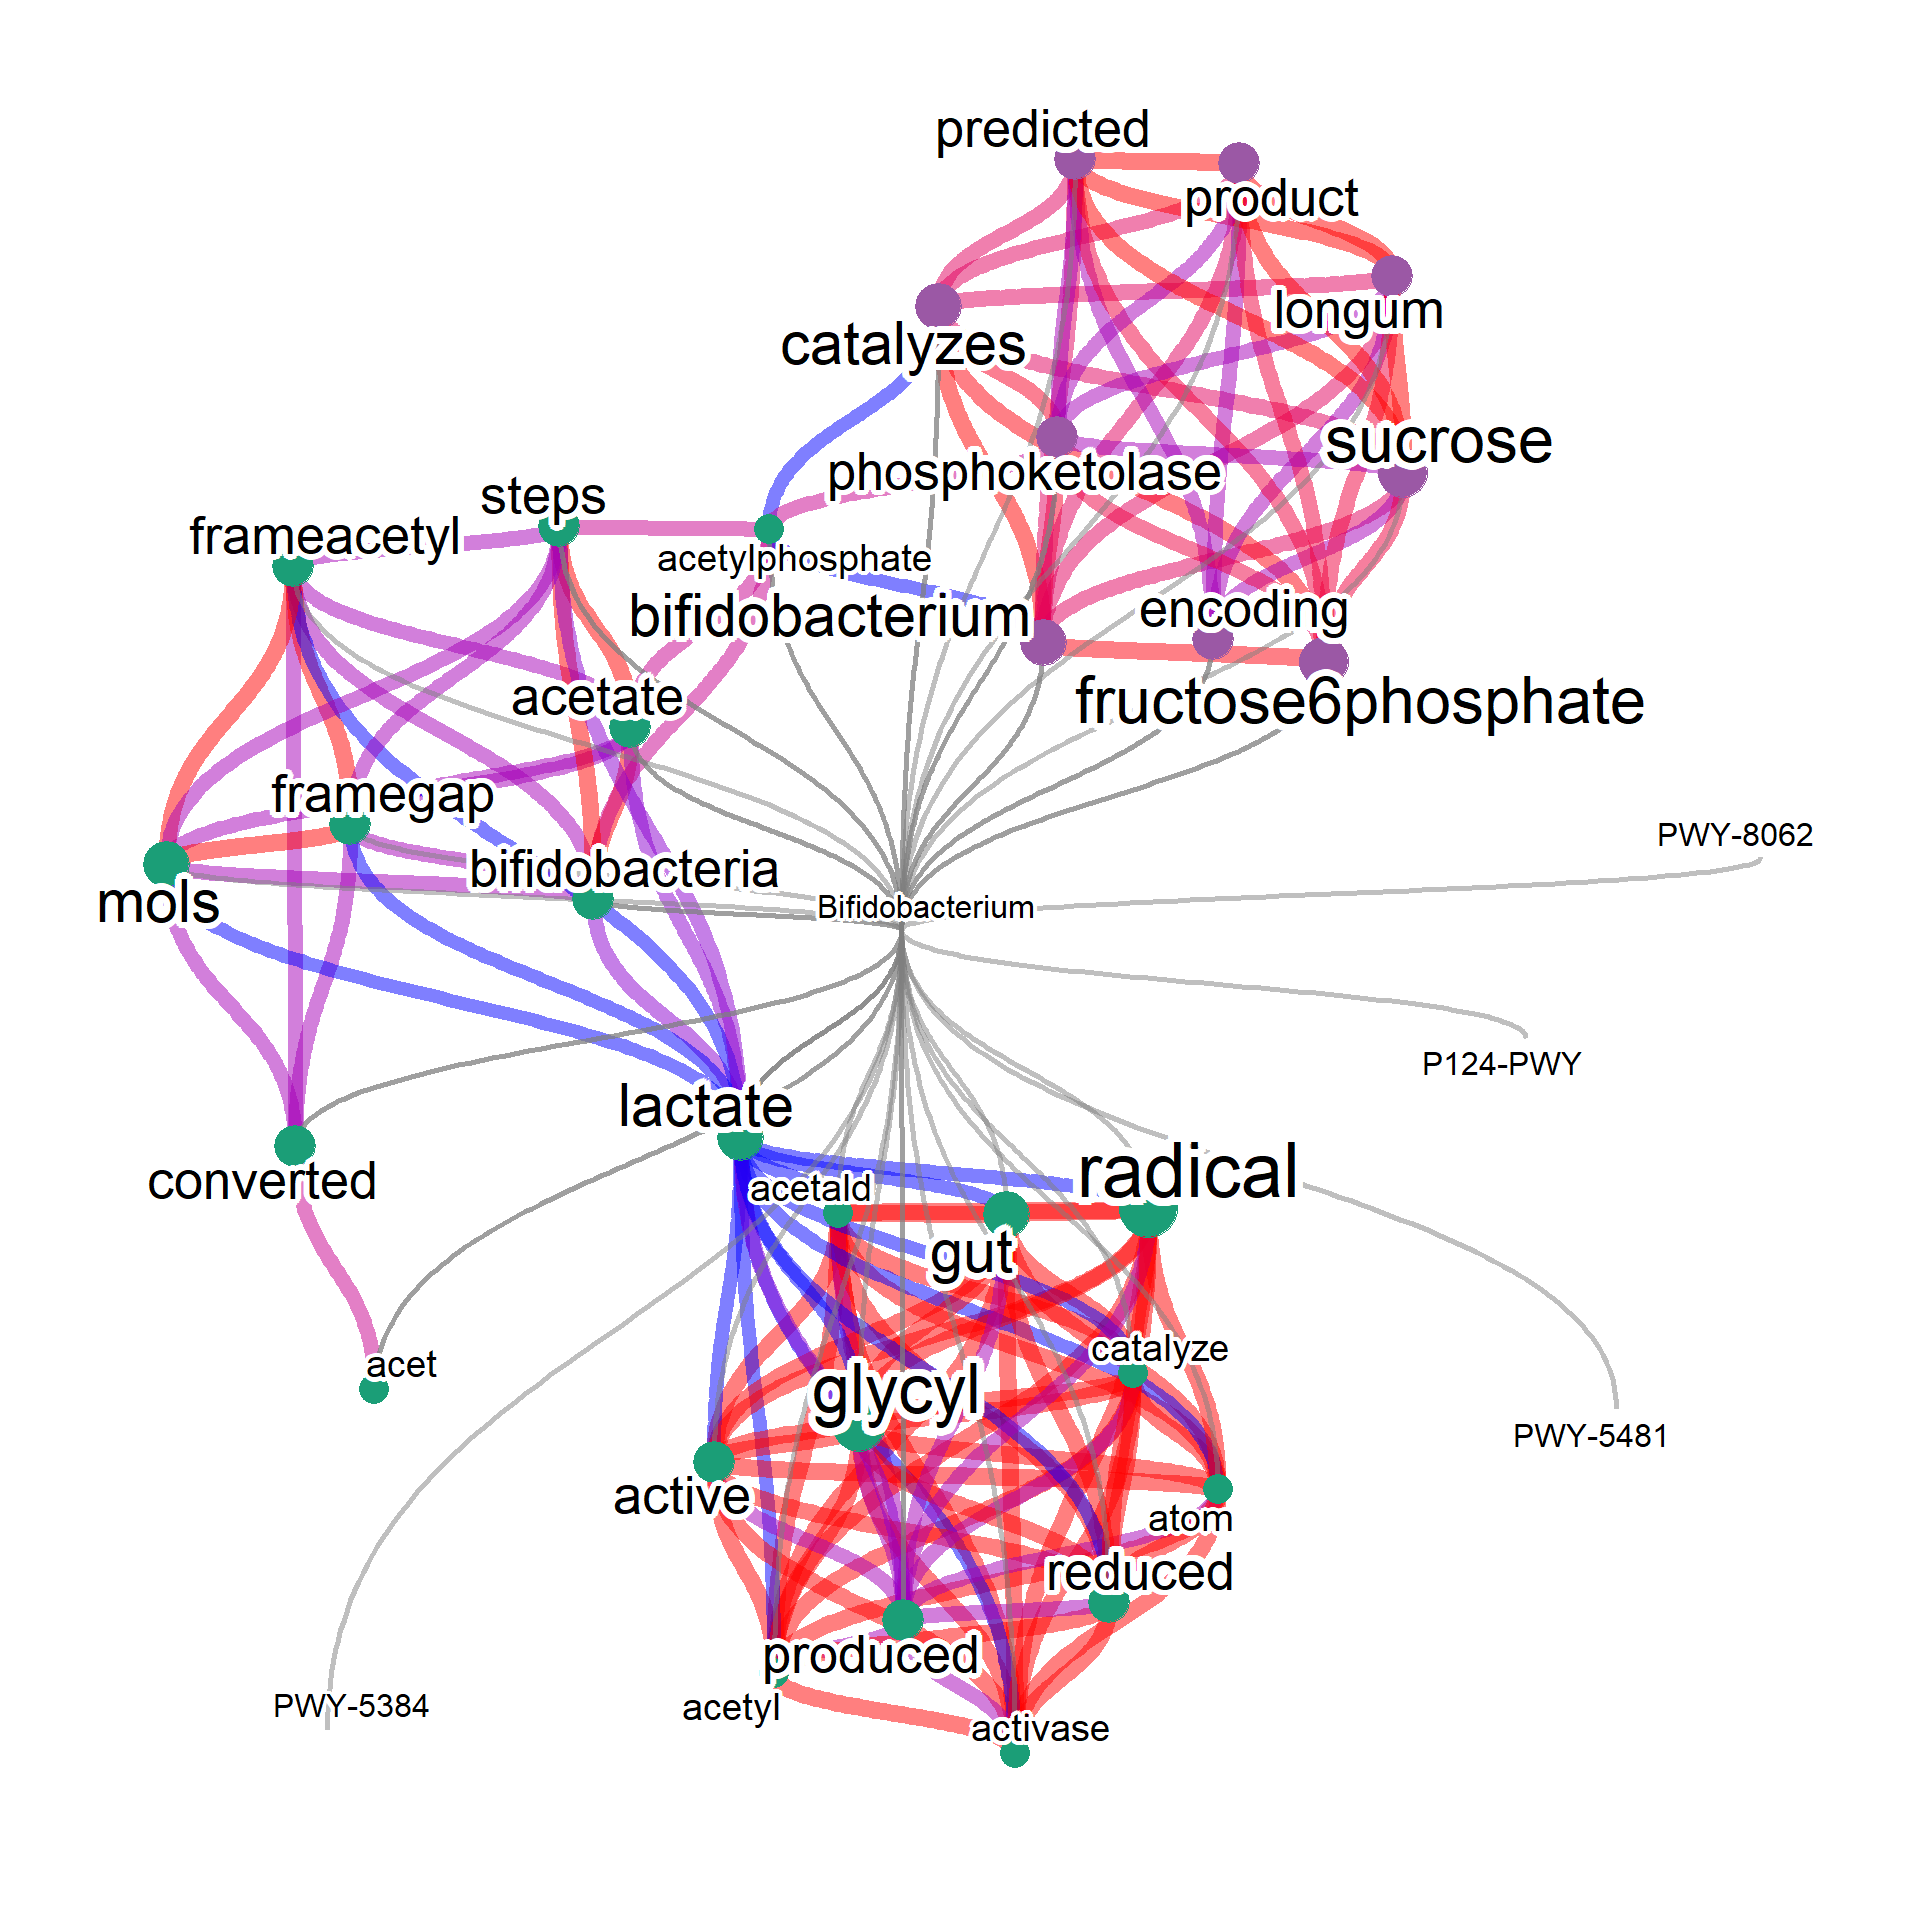 predicted
product
longum
catalyzes
sucrose
phosphoketolase
steps
frameacetyl
acetylphosphate
bifidobacterium
encoding
acetate
fructose6phosphate
framegap
PWY-8062
bifidobacteria
mols
Bifidobacterium
P124-PWY
lactate
radical
converted
acetald
gut
catalyze
acet
glycyl
PWY-5481
active
atom
reduced
produced
PWY-5384
acetyl
activase